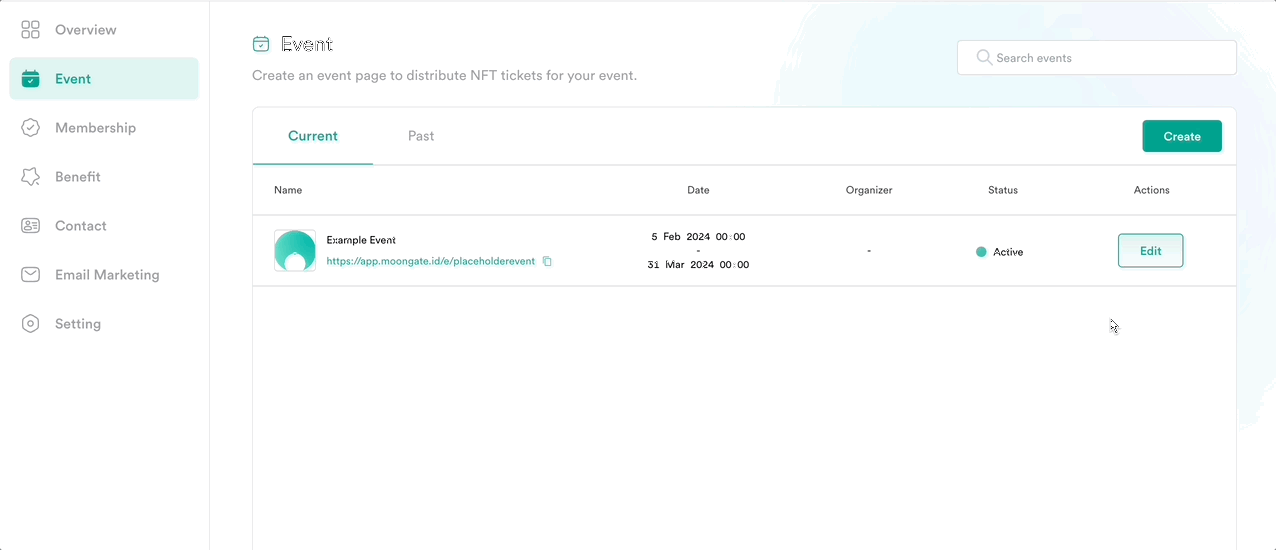 Overview
Event
Membership
Benefit
Contact
Email Marketing
Setting
Event
Create an event page to distribute NFT tickets for your event.
Search events
Current Past Create
Name Date Organizer Status Actions
Example Event
https://app.moongate.id/e/placeholderevent
5 Feb 2024 00:00
-
31 Mar 2024 00:00
-
Active
Edit